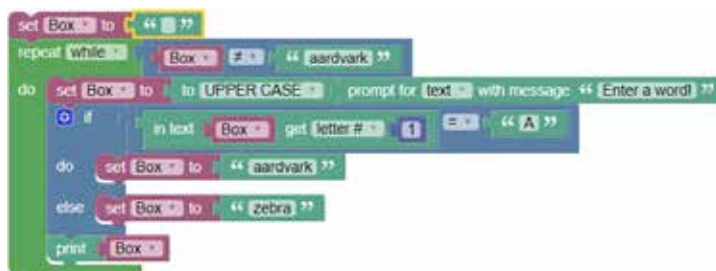 set Box to “ ”
repeat while Box ≠ “ aardvark ”
do set Box to to UPPER CASE prompt for text with message “ Enter a word! ”
if in text Box get letter # 1 = “ A ”
do set Box to “ aardvark ”
else set Box to “ zebra ”
print Box